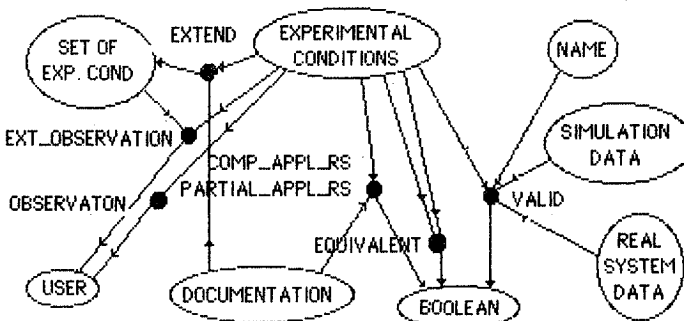 EXTEND
SET OF
EXP. COND
EXPERIMENTAL
CONDITIONS
NAME
SIMULATION
DATA
EXT_OBSERVATION
COMP_APPL_RS
PARTIAL_APPL_RS
OBSERVATON
VALID
EQUIVALENT
REAL
SYSTEM
DATA
USER
DOCUMENTATION
BOOLEAN